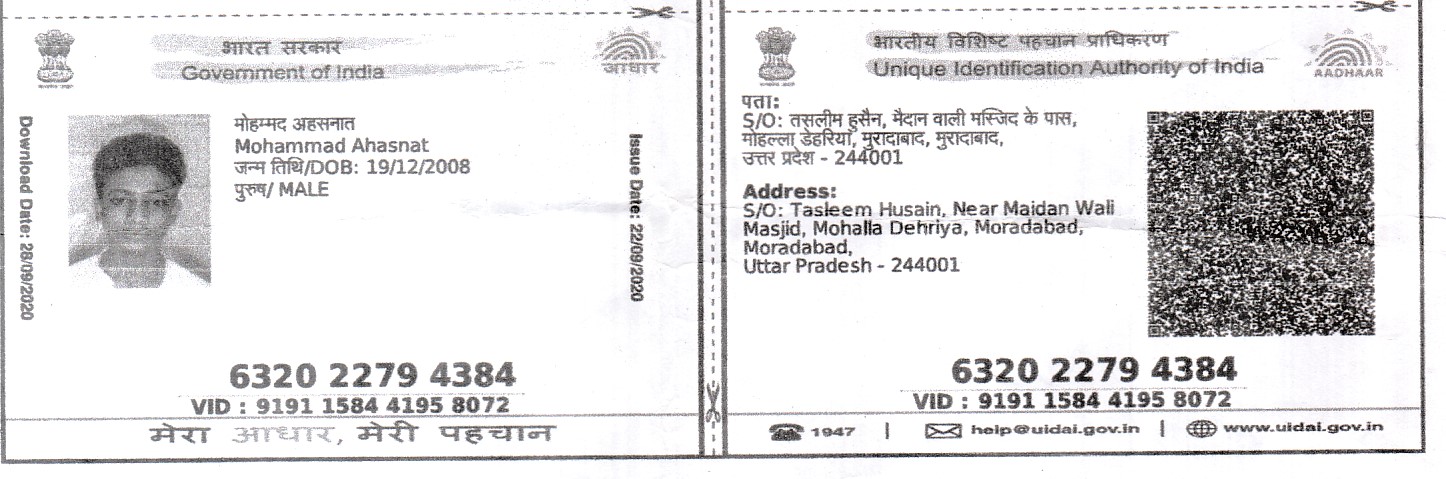 भारत सरकार
Government of India
आधार
Download Date: 28/09/2020
मोहम्मद अहसनात
Mohammad Ahasnat
जन्म तिथि/DOB: 19/12/2008
पुरुष/ MALE
Issue Date: 22/09/2020
6320 2279 4384
VID : 9191 1584 4195 8072
मेरा आधार, मेरी पहचान
भारतीय विशिष्ट पहचान प्राधिकरण
Unique Identification Authority of India
AADHAAR
पता:
S/O: तसलीम हुसैन, मैदान वाली मस्जिद के पास,
मोहल्ला डेहरिया, मुरादाबाद, मुरादाबाद,
उत्तर प्रदेश - 244001
Address:
S/O: Tasleem Husain, Near Maidan Wali
Masjid, Mohalla Dehriya, Moradabad,
Moradabad,
Uttar Pradesh - 244001
6320 2279 4384
VID : 9191 1584 4195 8072
1947 | help@uidai.gov.in | www.uidai.gov.in